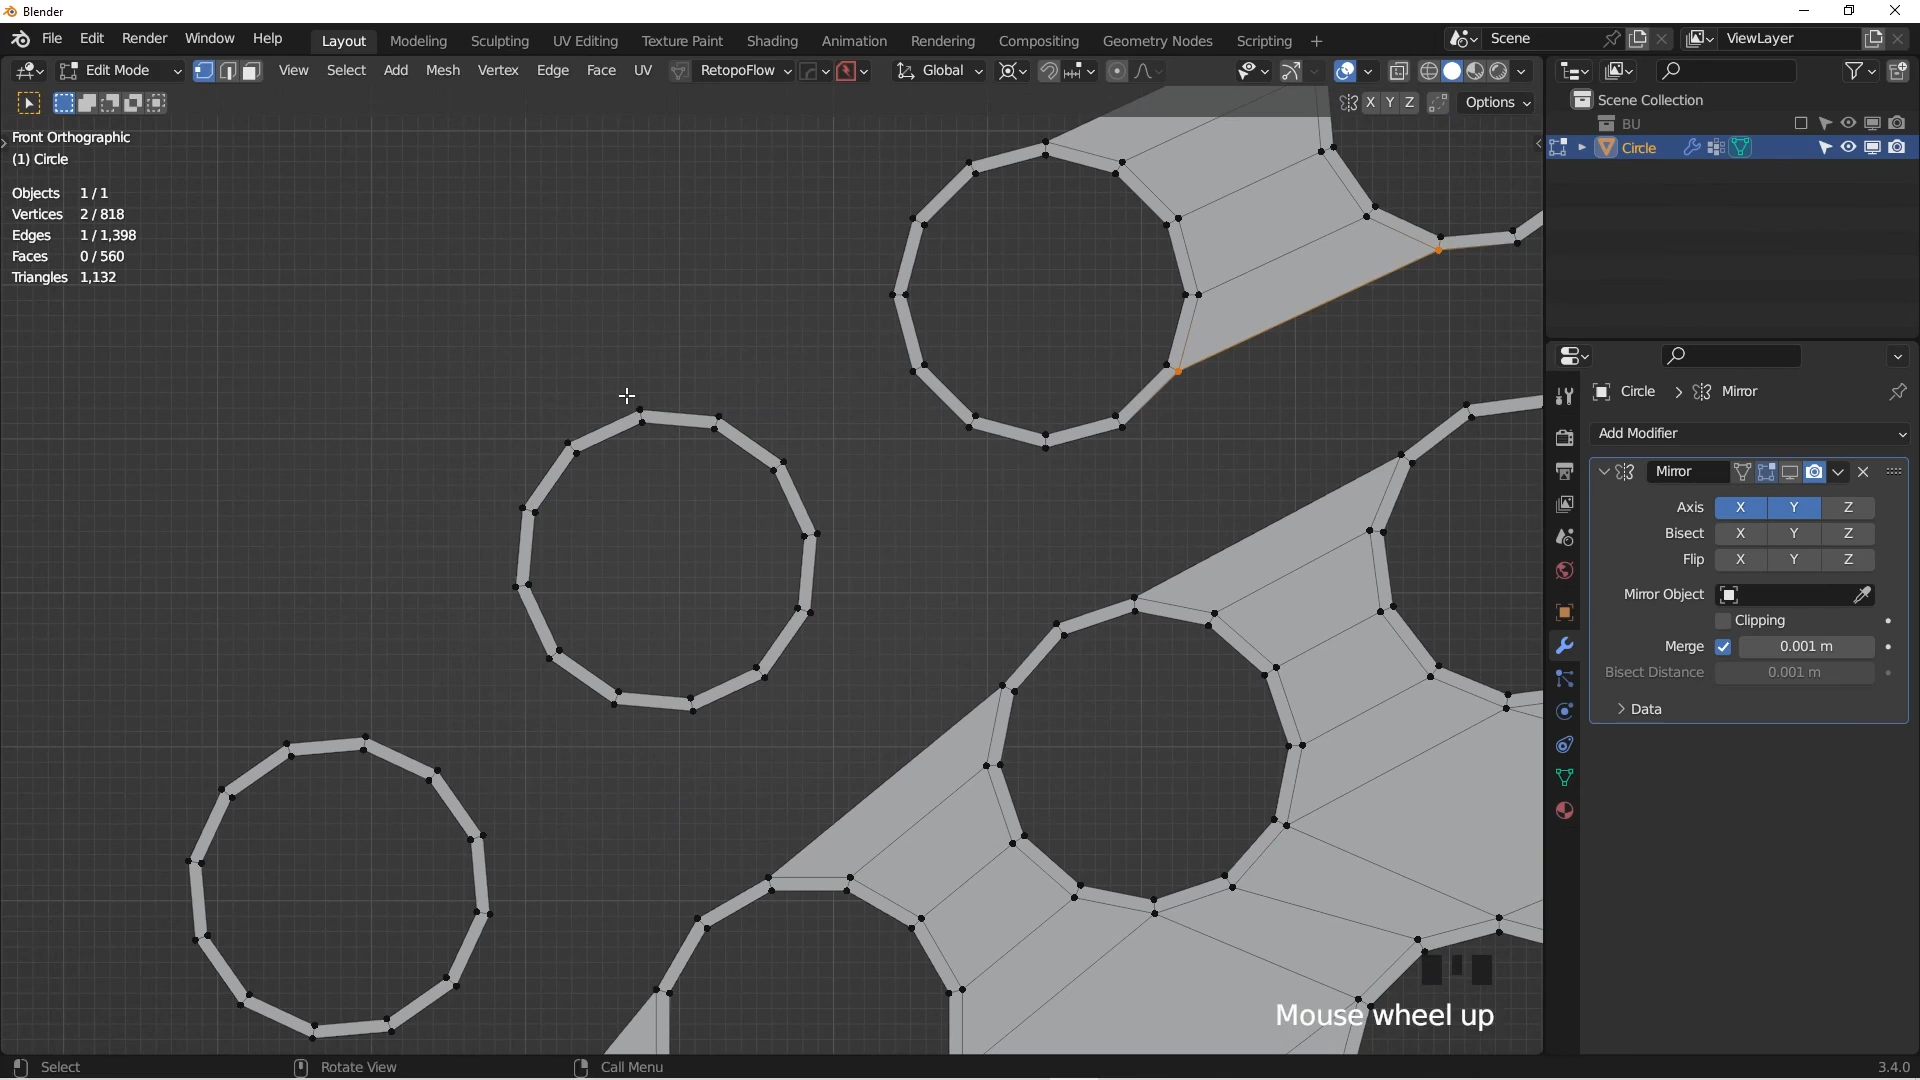 Blender
File Edit Render Window Help
Layout Modeling Sculpting UV Editing Texture Paint Shading Animation Rendering Compositing Geometry Nodes Scripting +
Scene
ViewLayer
Edit Mode View Select Add Mesh Vertex Edge Face UV RetopoFlow Global
X Y Z Options
Front Orthographic
(1) Circle
Objects 1 / 1
Vertices 2 / 818
Edges 1 / 1,398
Faces 0 / 560
Triangles 1,132
Scene Collection
BU
Circle
Circle > Mirror
Add Modifier
Mirror
Axis X Y Z
Bisect X Y Z
Flip X Y Z
Mirror Object
Clipping
Merge 0.001 m
Bisect Distance 0.001 m
Data
Mouse wheel up
Select Rotate View Call Menu 3.4.0